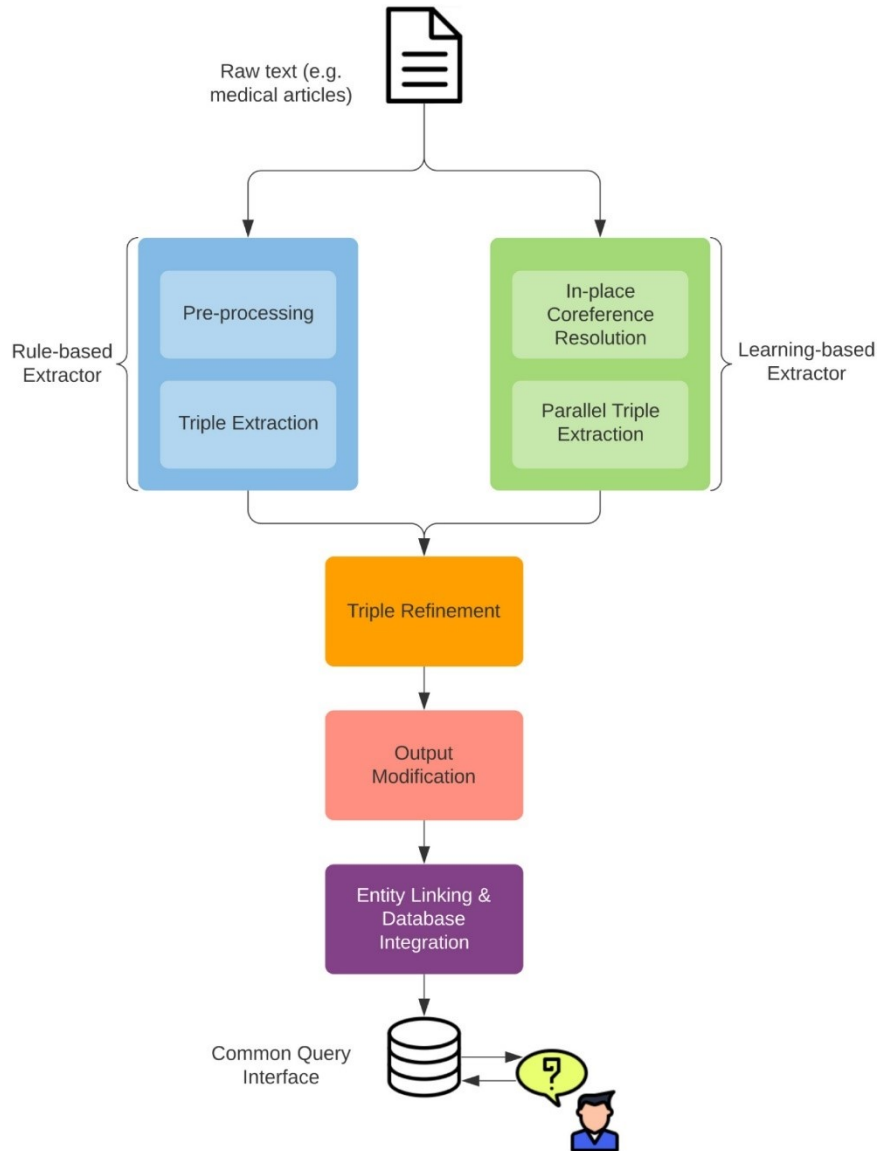 Raw text (e.g.
medical articles)
Rule-based
Extractor
Pre-processing
Triple Extraction
In-place
Coreference
Resolution
Parallel Triple
Extraction
Learning-based
Extractor
Triple Refinement
Output
Modification
Entity Linking &
Database
Integration
Common Query
Interface
?